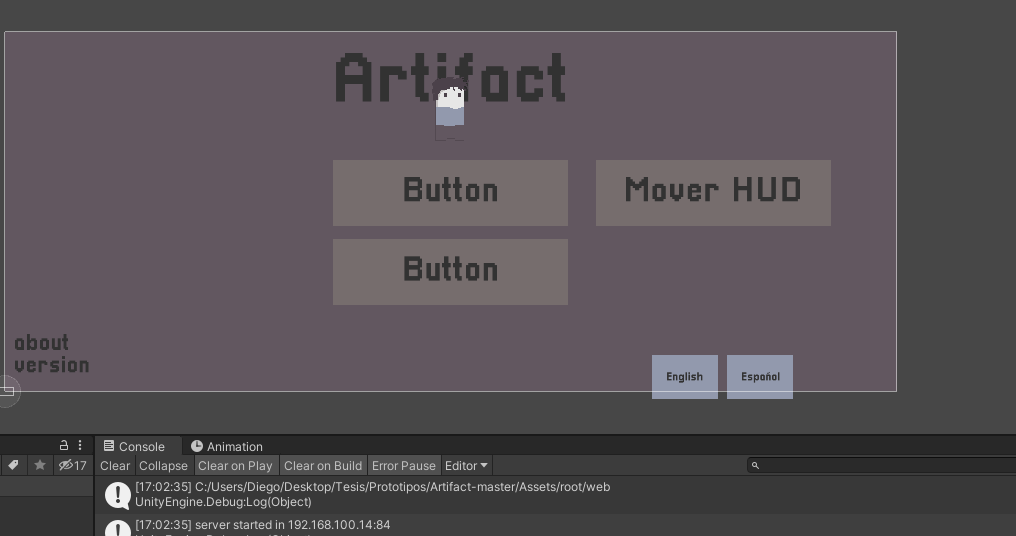 Artifact
Button
Mover HUD
Button
about
version
English
Español
Console
Animation
17
Clear
Collapse
Clear on Play
Clear on Build
Error Pause
Editor
[17:02:35] C:/Users/Diego/Desktop/Tesis/Prototipos/Artifact-master/Assets/root/web
UnityEngine.Debug:Log(Object)
[17:02:35] server started in 192.168.100.14:84